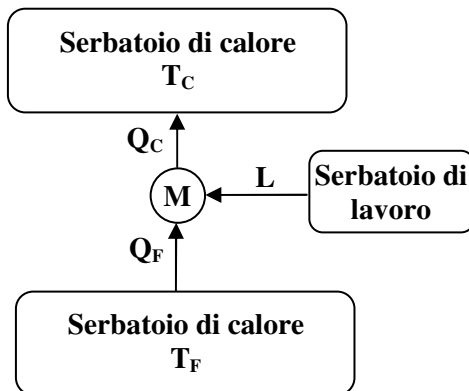 Serbatoio di calore
T_C
Q_C
L
Serbatoio di
lavoro
M
Q_F
Serbatoio di calore
T_F